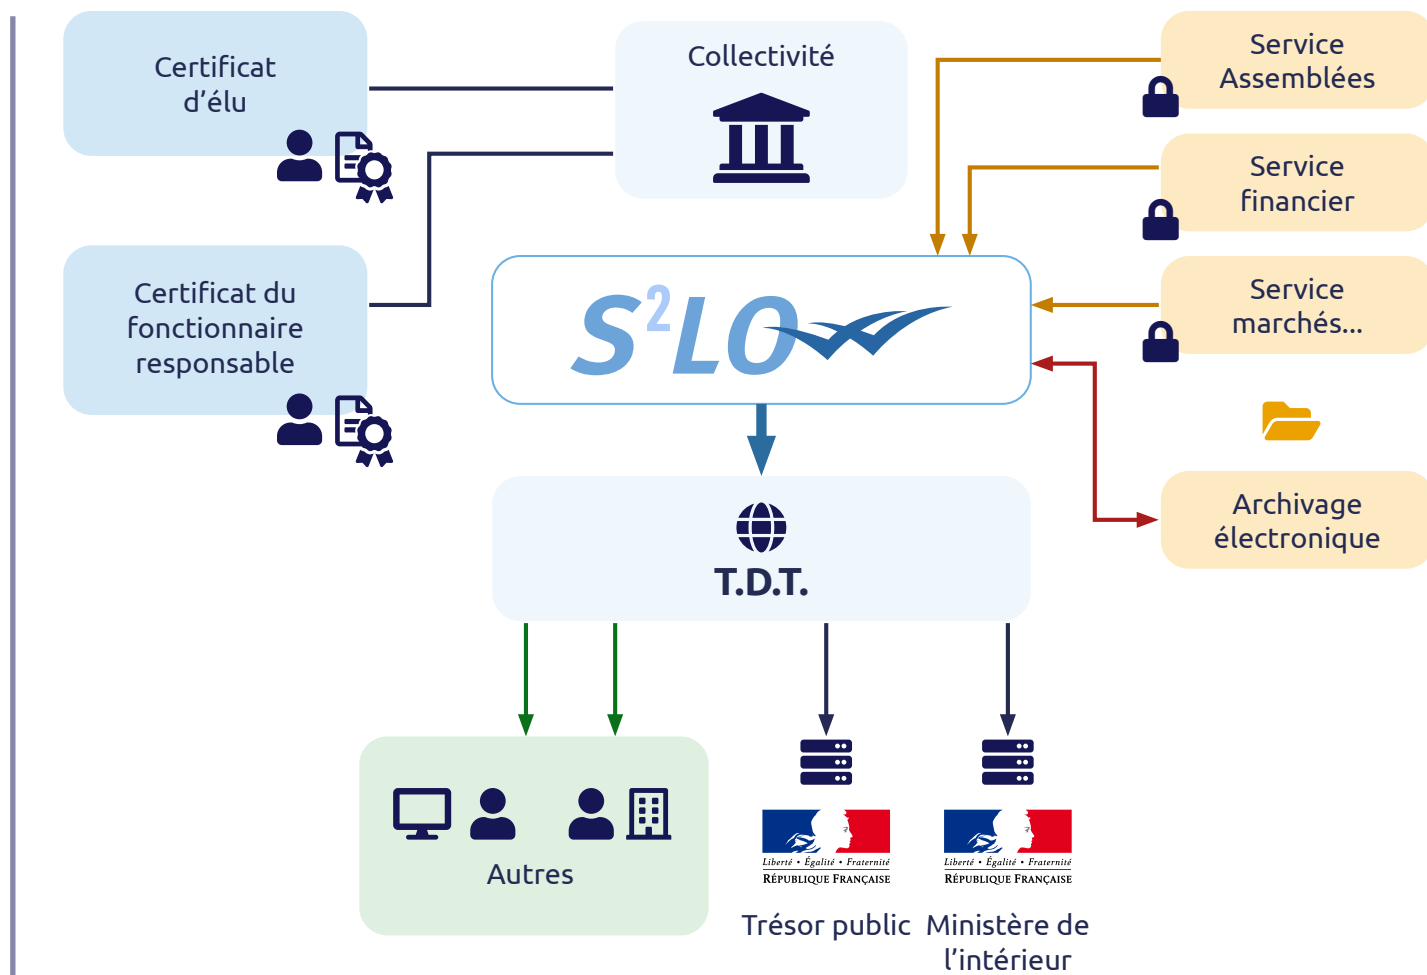 Certificat
d’élu
Collectivité
Service
Assemblées
Service
financier
Certificat du
fonctionnaire
responsable
S²LO
Service
marchés...
Archivage
électronique
T.D.T.
Autres
Liberté • Égalité • Fraternité
RÉPUBLIQUE FRANÇAISE
Trésor public
Liberté • Égalité • Fraternité
RÉPUBLIQUE FRANÇAISE
Ministère de
l’intérieur